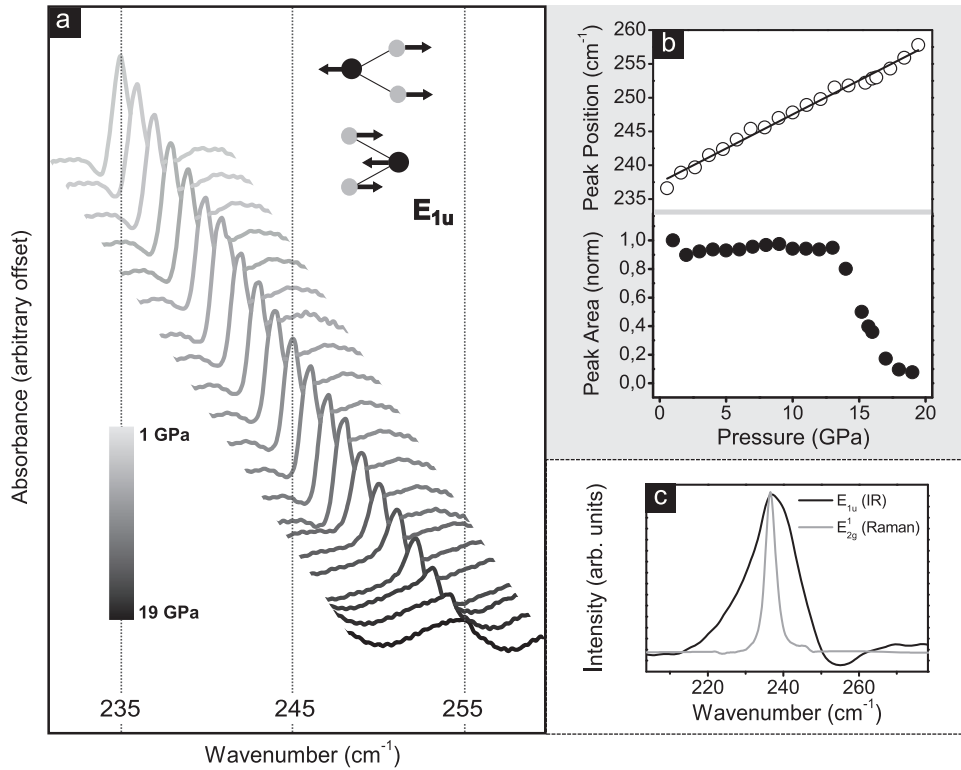 a
E1u
Absorbance (arbitrary offset)
1 GPa
19 GPa
235
245
255
Wavenumber (cm-1)
b
Peak Position (cm-1)
260
255
250
245
240
235
Peak Area (norm)
1,0
0,8
0,6
0,4
0,2
0,0
0
5
10
15
20
Pressure (GPa)
c
Intensity (arb. units)
E1u (IR)
E12g (Raman)
220
240
260
Wavenumber (cm-1)